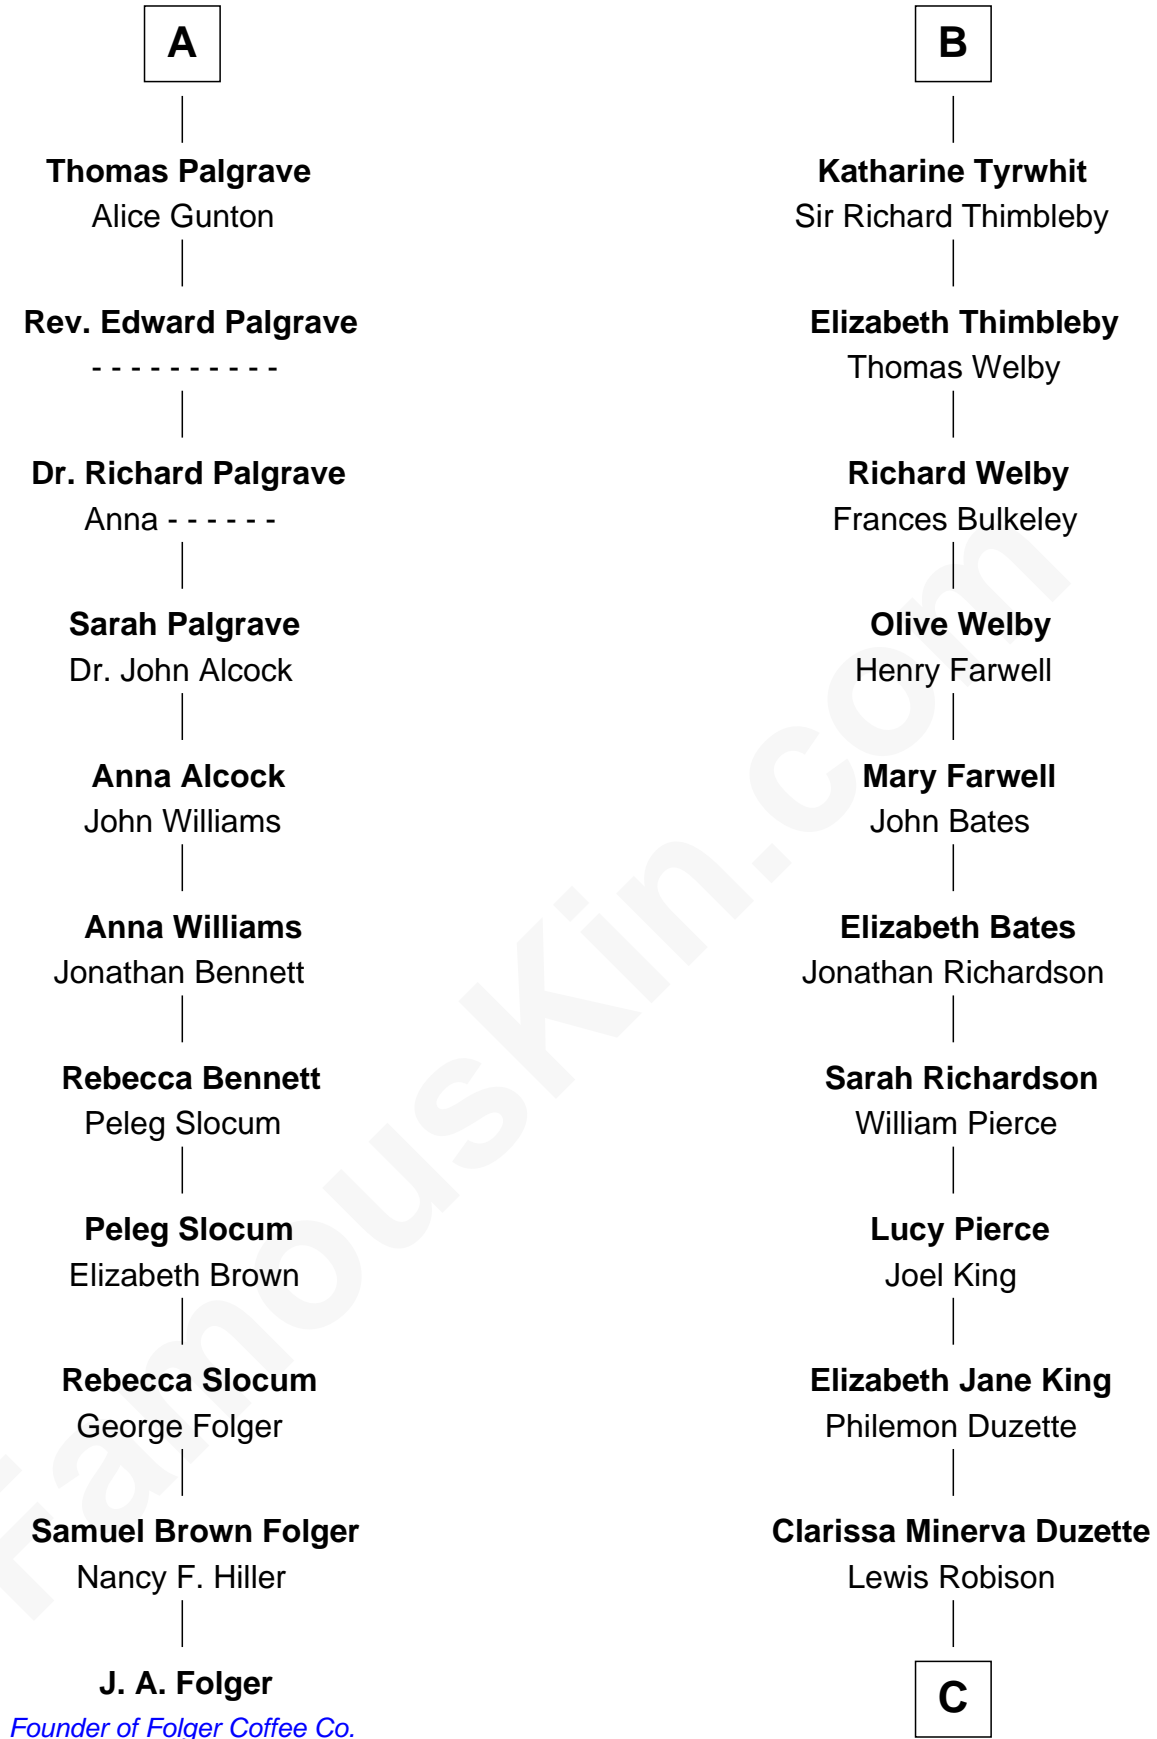 A
Thomas Palgrave
Alice Gunton
Rev. Edward Palgrave
- - - - - - - - - -
Dr. Richard Palgrave
Anna - - - - - -
Sarah Palgrave
Dr. John Alcock
Anna Alcock
John Williams
Anna Williams
Jonathan Bennett
Rebecca Bennett
Peleg Slocum
Peleg Slocum
Elizabeth Brown
Rebecca Slocum
George Folger
Samuel Brown Folger
Nancy F. Hiller
J. A. Folger
Founder of Folger Coffee Co.
B
Katharine Tyrwhit
Sir Richard Thimbleby
Elizabeth Thimbleby
Thomas Welby
Richard Welby
Frances Bulkeley
Olive Welby
Henry Farwell
Mary Farwell
John Bates
Elizabeth Bates
Jonathan Richardson
Sarah Richardson
William Pierce
Lucy Pierce
Joel King
Elizabeth Jane King
Philemon Duzette
Clarissa Minerva Duzette
Lewis Robison
C
FamousKin.com